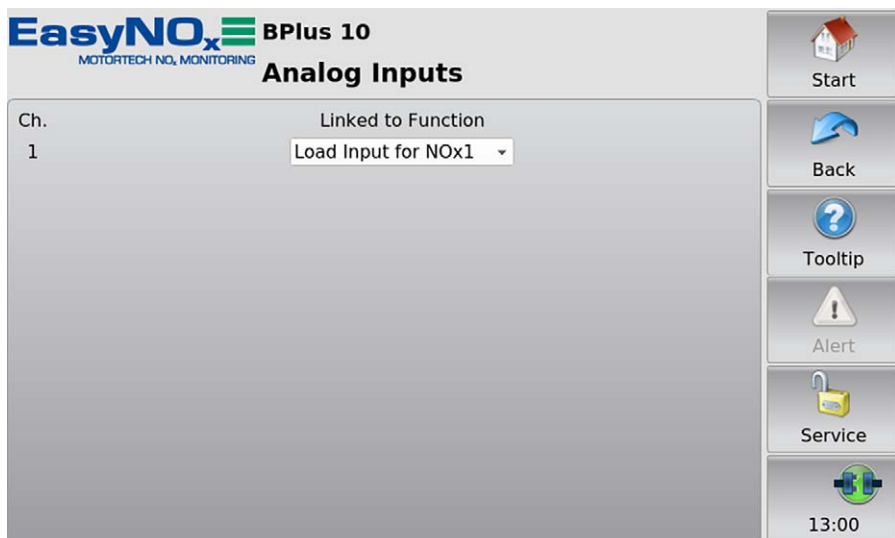 EasyNOx BPlus 10
MOTORTECH NOx MONITORING
Analog Inputs
Ch. Linked to Function
1 Load Input for NOx1
Start
Back
Tooltip
Alert
Service
13:00